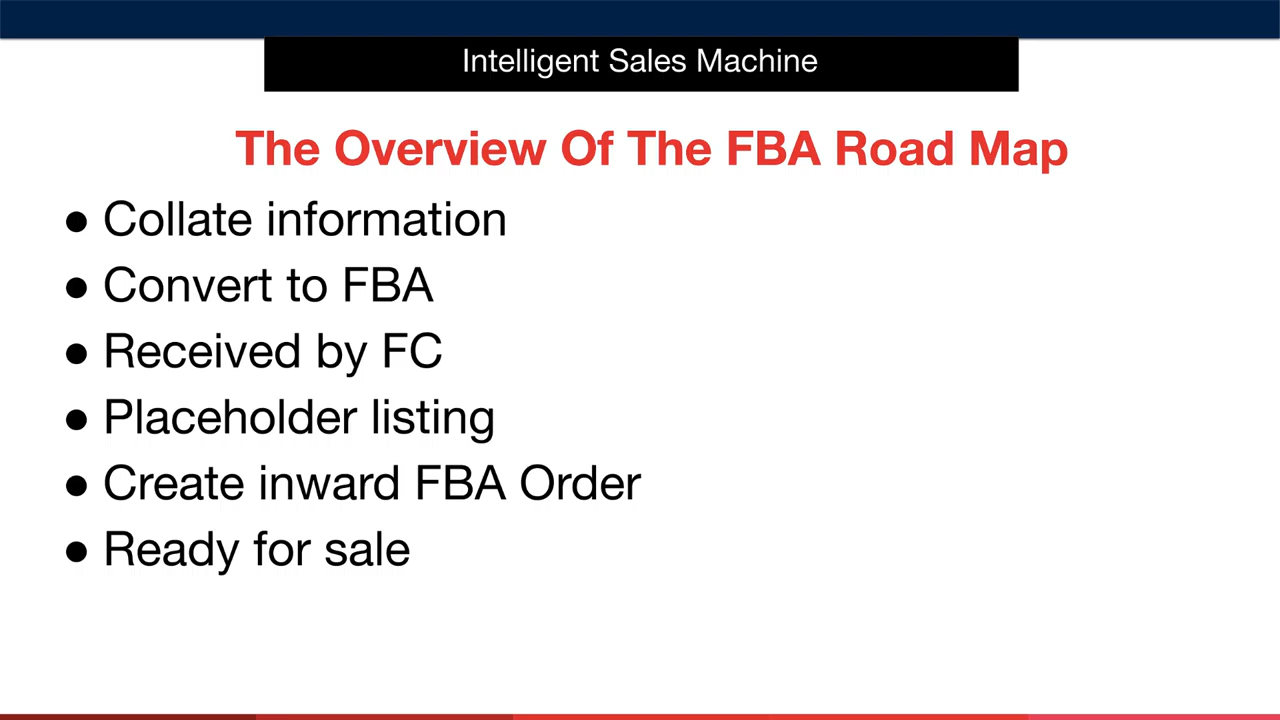 Intelligent Sales Machine
The Overview Of The FBA Road Map
● Collate information
● Convert to FBA
● Received by FC
● Placeholder listing
● Create inward FBA Order
● Ready for sale